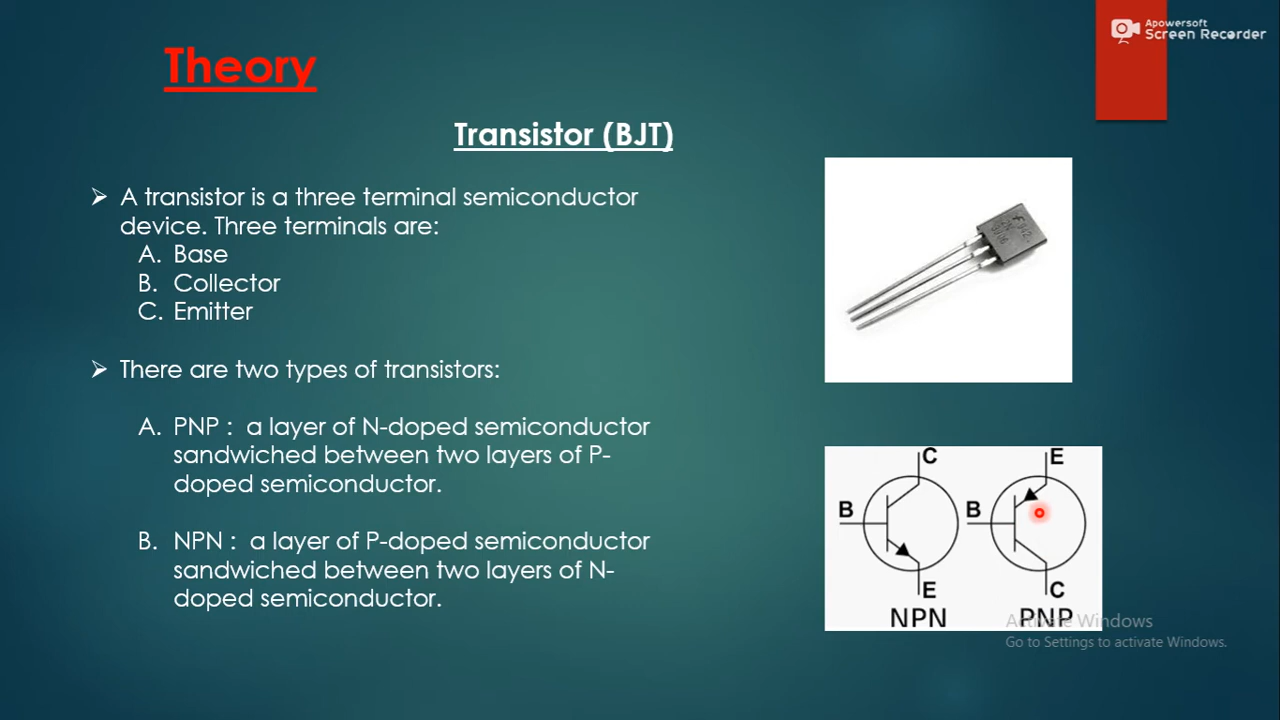 Apowersoft
Screen Recorder
Theory
Transistor (BJT)
➢ A transistor is a three terminal semiconductor
device. Three terminals are:
A. Base
B. Collector
C. Emitter
➢ There are two types of transistors:
A. PNP : a layer of N-doped semiconductor
sandwiched between two layers of P-
doped semiconductor.
B. NPN : a layer of P-doped semiconductor
sandwiched between two layers of N-
doped semiconductor.
C E
B B
E C
NPN PNP
Activate Windows
Go to Settings to activate Windows.